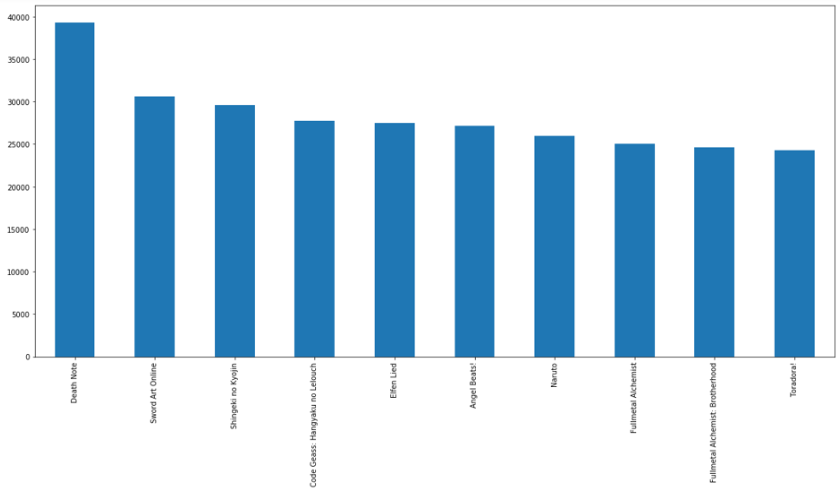 40000
35000
30000
25000
20000
15000
10000
5000
0
Death Note
Sword Art Online
Shingeki no Kyojin
Code Geass: Hangyaku no Lelouch
Elfen Lied
Angel Beats!
Naruto
Fullmetal Alchemist
Fullmetal Alchemist: Brotherhood
Toradora!